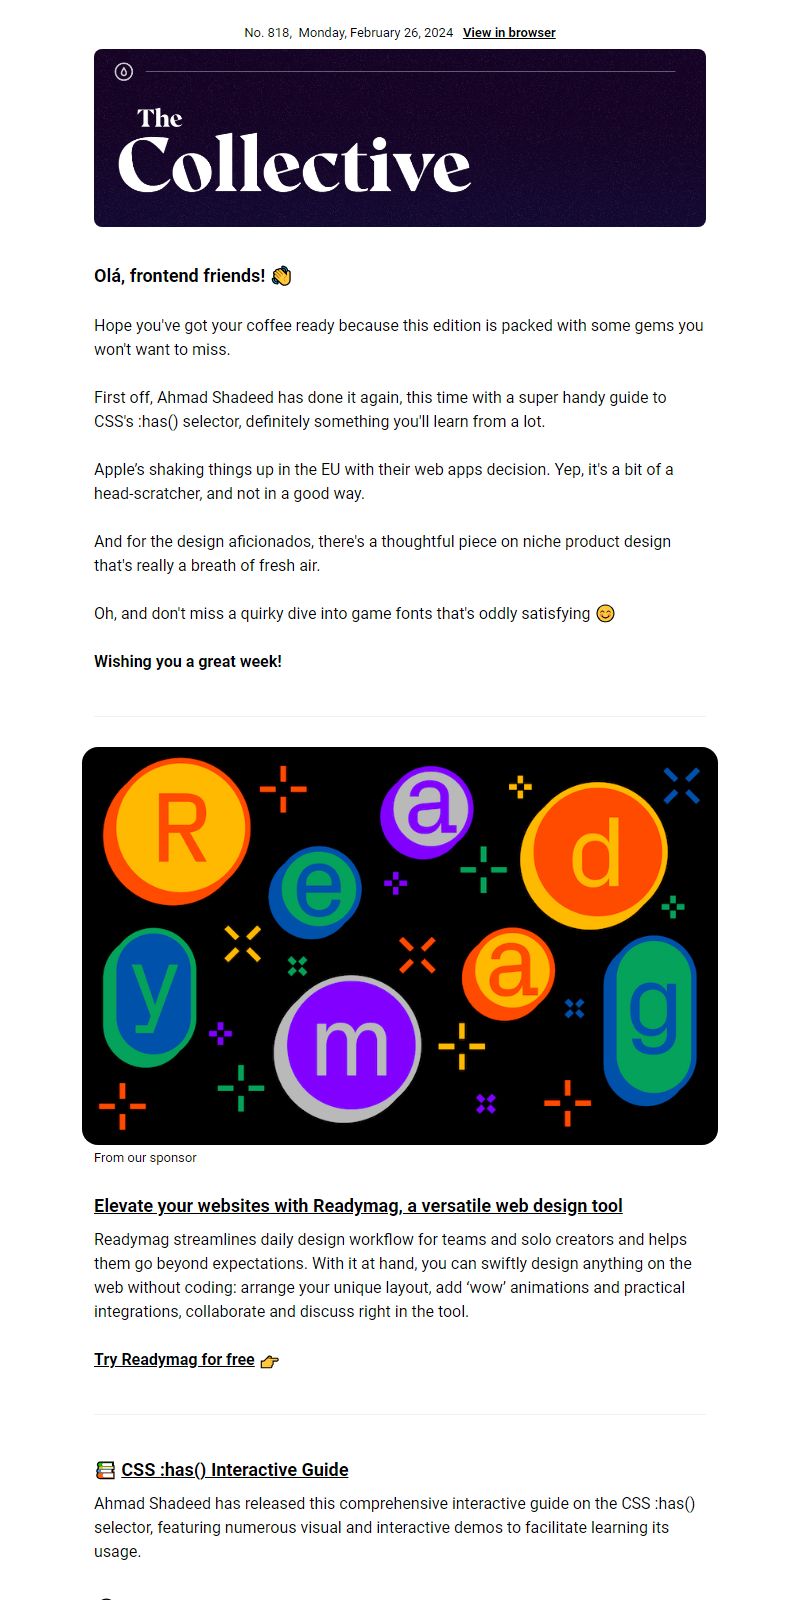 No. 818,  Monday, February 26, 2024   View in browser
The
Collective
Olá, frontend friends! 👋
Hope you've got your coffee ready because this edition is packed with some gems you
won't want to miss.
First off, Ahmad Shadeed has done it again, this time with a super handy guide to
CSS's :has() selector, definitely something you'll learn from a lot.
Apple’s shaking things up in the EU with their web apps decision. Yep, it's a bit of a
head-scratcher, and not in a good way.
And for the design aficionados, there's a thoughtful piece on niche product design
that's really a breath of fresh air.
Oh, and don't miss a quirky dive into game fonts that's oddly satisfying 😊
Wishing you a great week!
R e a d
y m a g
From our sponsor
Elevate your websites with Readymag, a versatile web design tool
Readymag streamlines daily design workflow for teams and solo creators and helps
them go beyond expectations. With it at hand, you can swiftly design anything on the
web without coding: arrange your unique layout, add ‘wow’ animations and practical
integrations, collaborate and discuss right in the tool.
Try Readymag for free 👉
📚 CSS :has() Interactive Guide
Ahmad Shadeed has released this comprehensive interactive guide on the CSS :has()
selector, featuring numerous visual and interactive demos to facilitate learning its
usage.